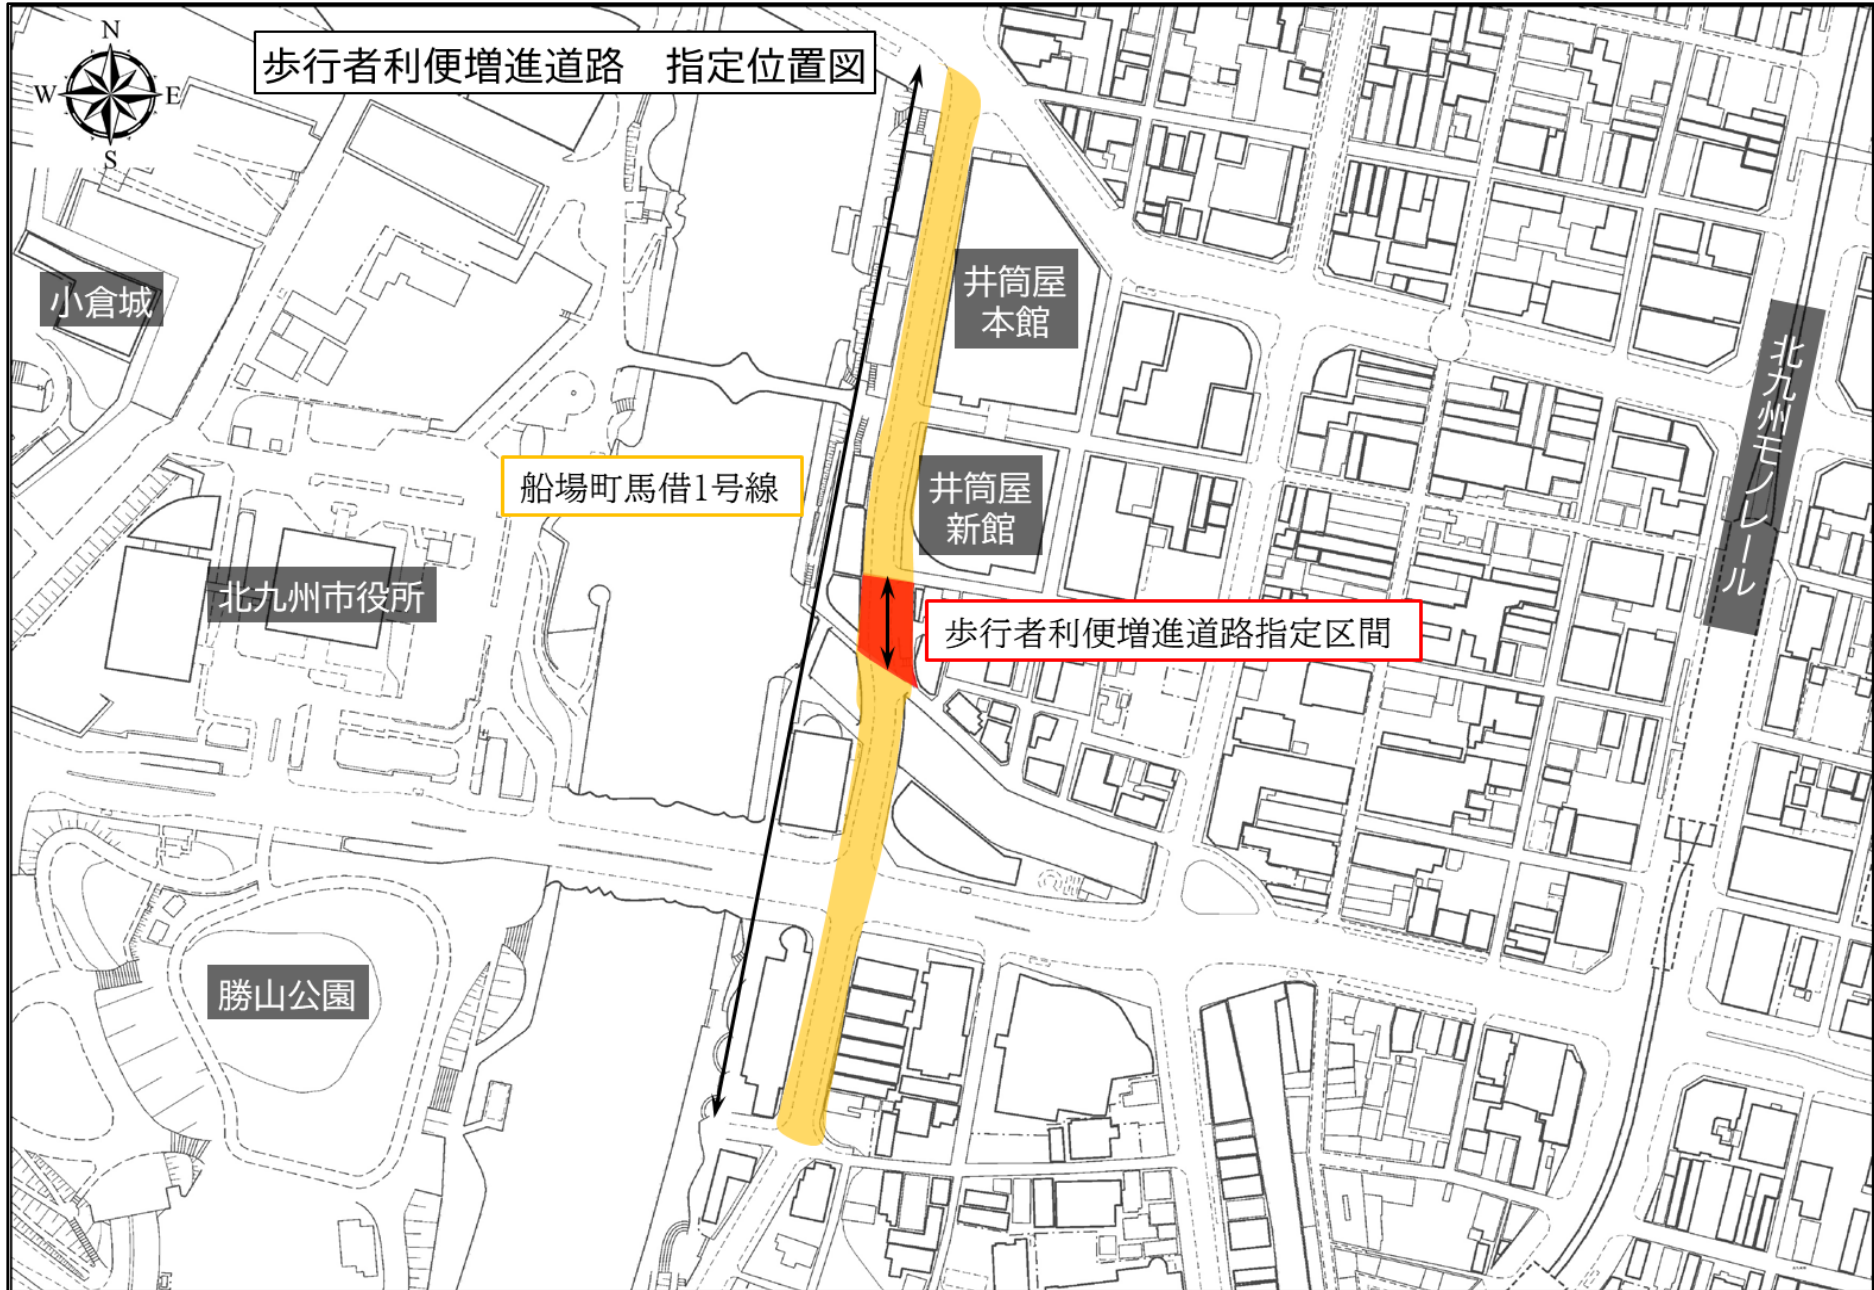 N
W
E
S
歩行者利便増進道路　指定位置図
小倉城
井筒屋
本館
北九州モノレール
船場町馬借1号線
井筒屋
新館
北九州市役所
歩行者利便増進道路指定区間
勝山公園